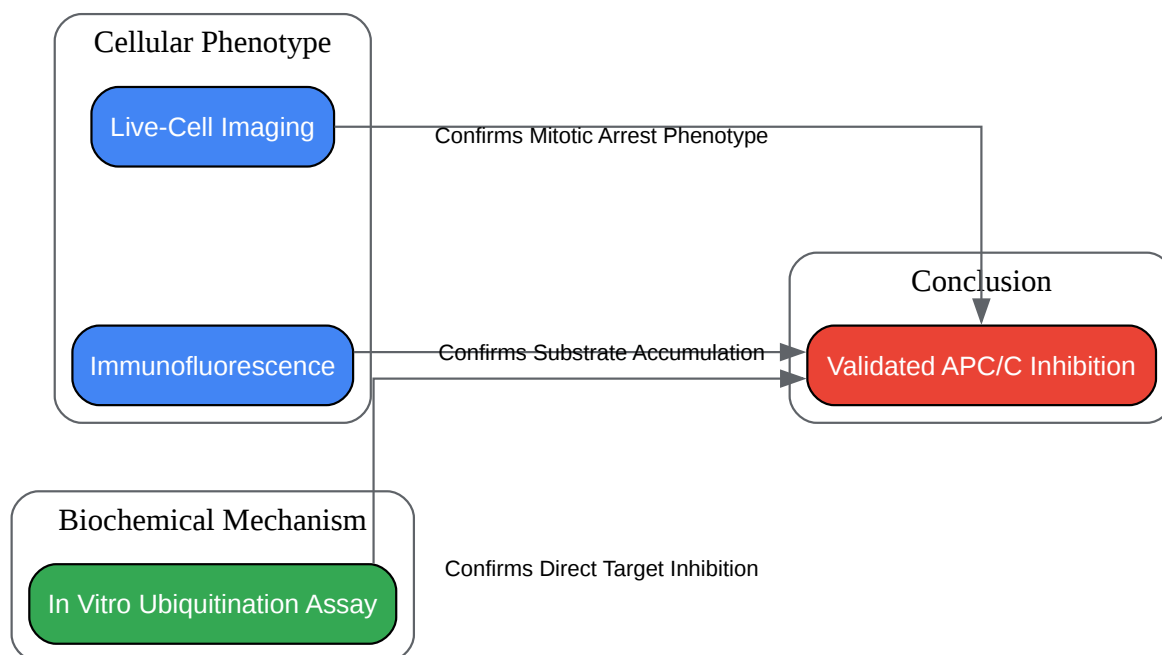 Cellular Phenotype
Live-Cell Imaging
Confirms Mitotic Arrest Phenotype
Conclusion
Immunofluorescence
Confirms Substrate Accumulation
Validated APC/C Inhibition
Biochemical Mechanism
Confirms Direct Target Inhibition
In Vitro Ubiquitination Assay